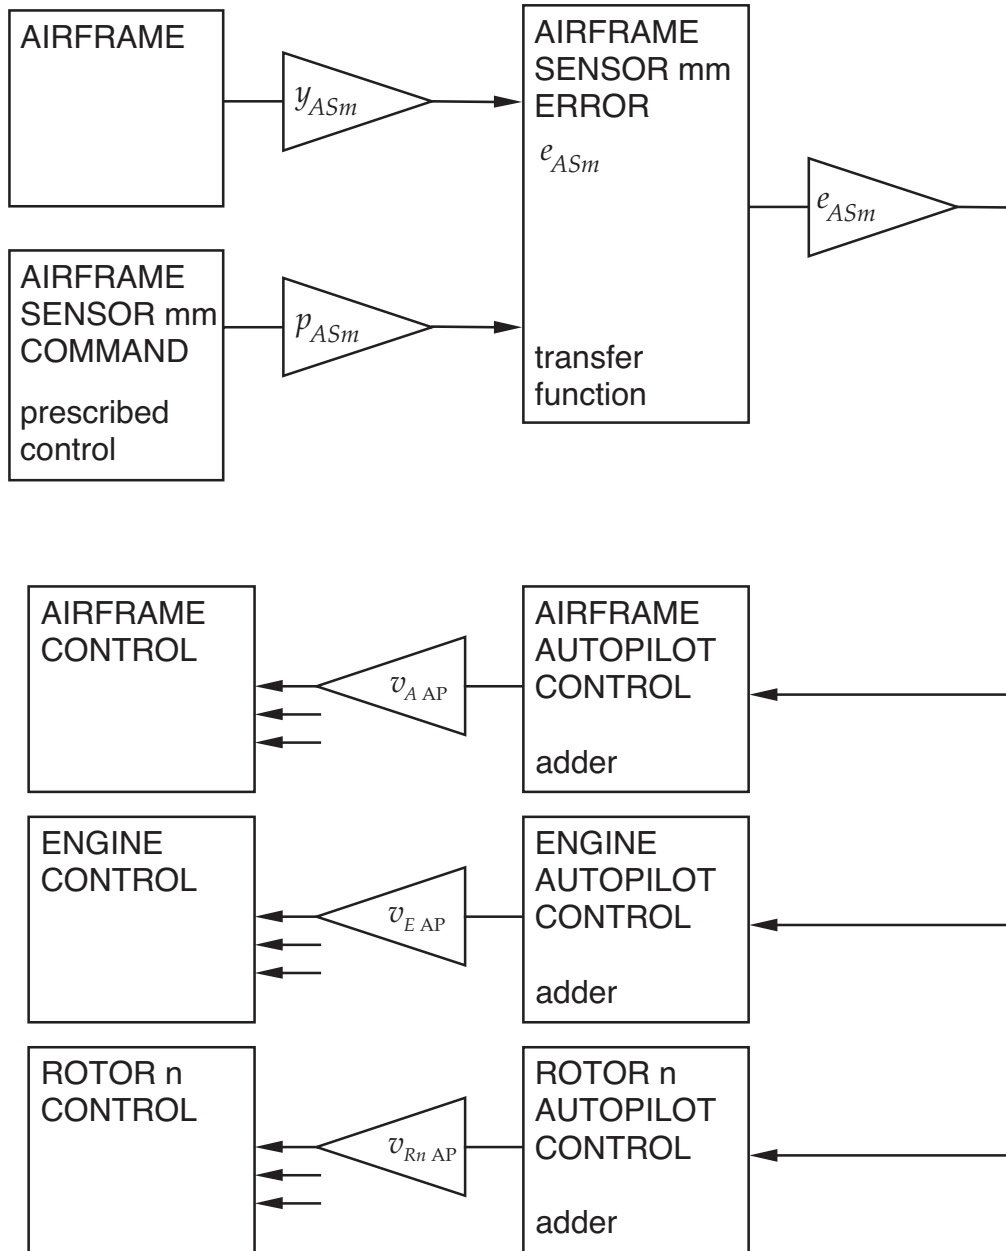 AIRFRAME
y_ASm
AIRFRAME
SENSOR mm
ERROR
e_ASm
transfer
function
e_ASm
AIRFRAME
SENSOR mm
COMMAND
prescribed
control
p_ASm
AIRFRAME
CONTROL
v_A AP
AIRFRAME
AUTOPILOT
CONTROL
adder
ENGINE
CONTROL
v_E AP
ENGINE
AUTOPILOT
CONTROL
adder
ROTOR n
CONTROL
v_Rn AP
ROTOR n
AUTOPILOT
CONTROL
adder